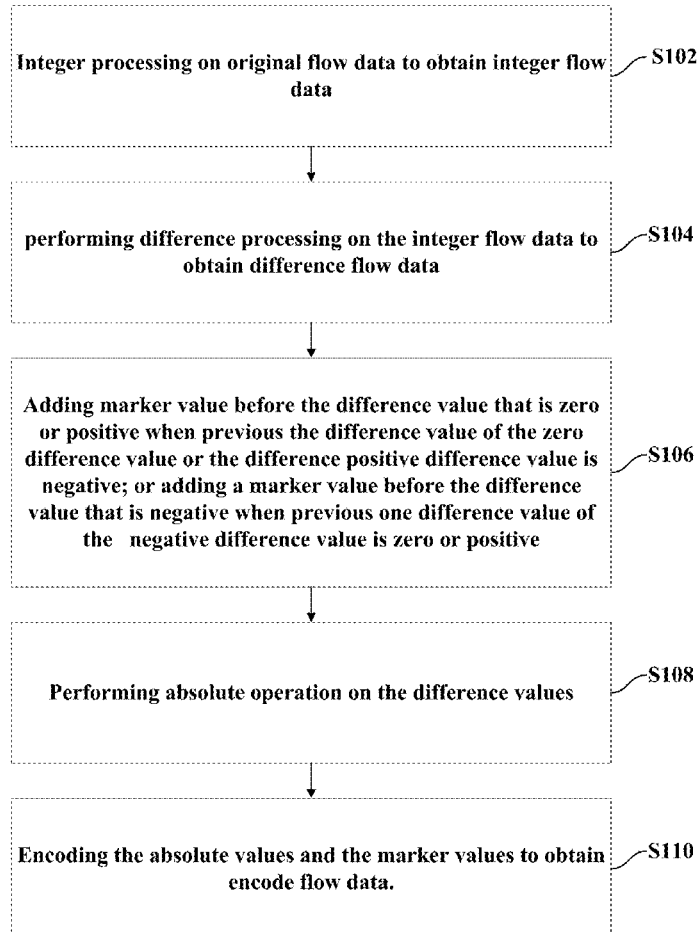 Integer processing on original flow data to obtain integer flow
data
S102
performing difference processing on the integer flow data to
obtain difference flow data
S104
Adding marker value before the difference value that is zero
or positive when previous the difference value of the zero
difference value or the difference positive difference value is
negative; or adding a marker value before the difference
value that is negative when previous one difference value of
the negative difference value is zero or positive
S106
Performing absolute operation on the difference values
S108
Encoding the absolute values and the marker values to obtain
encode flow data.
S110